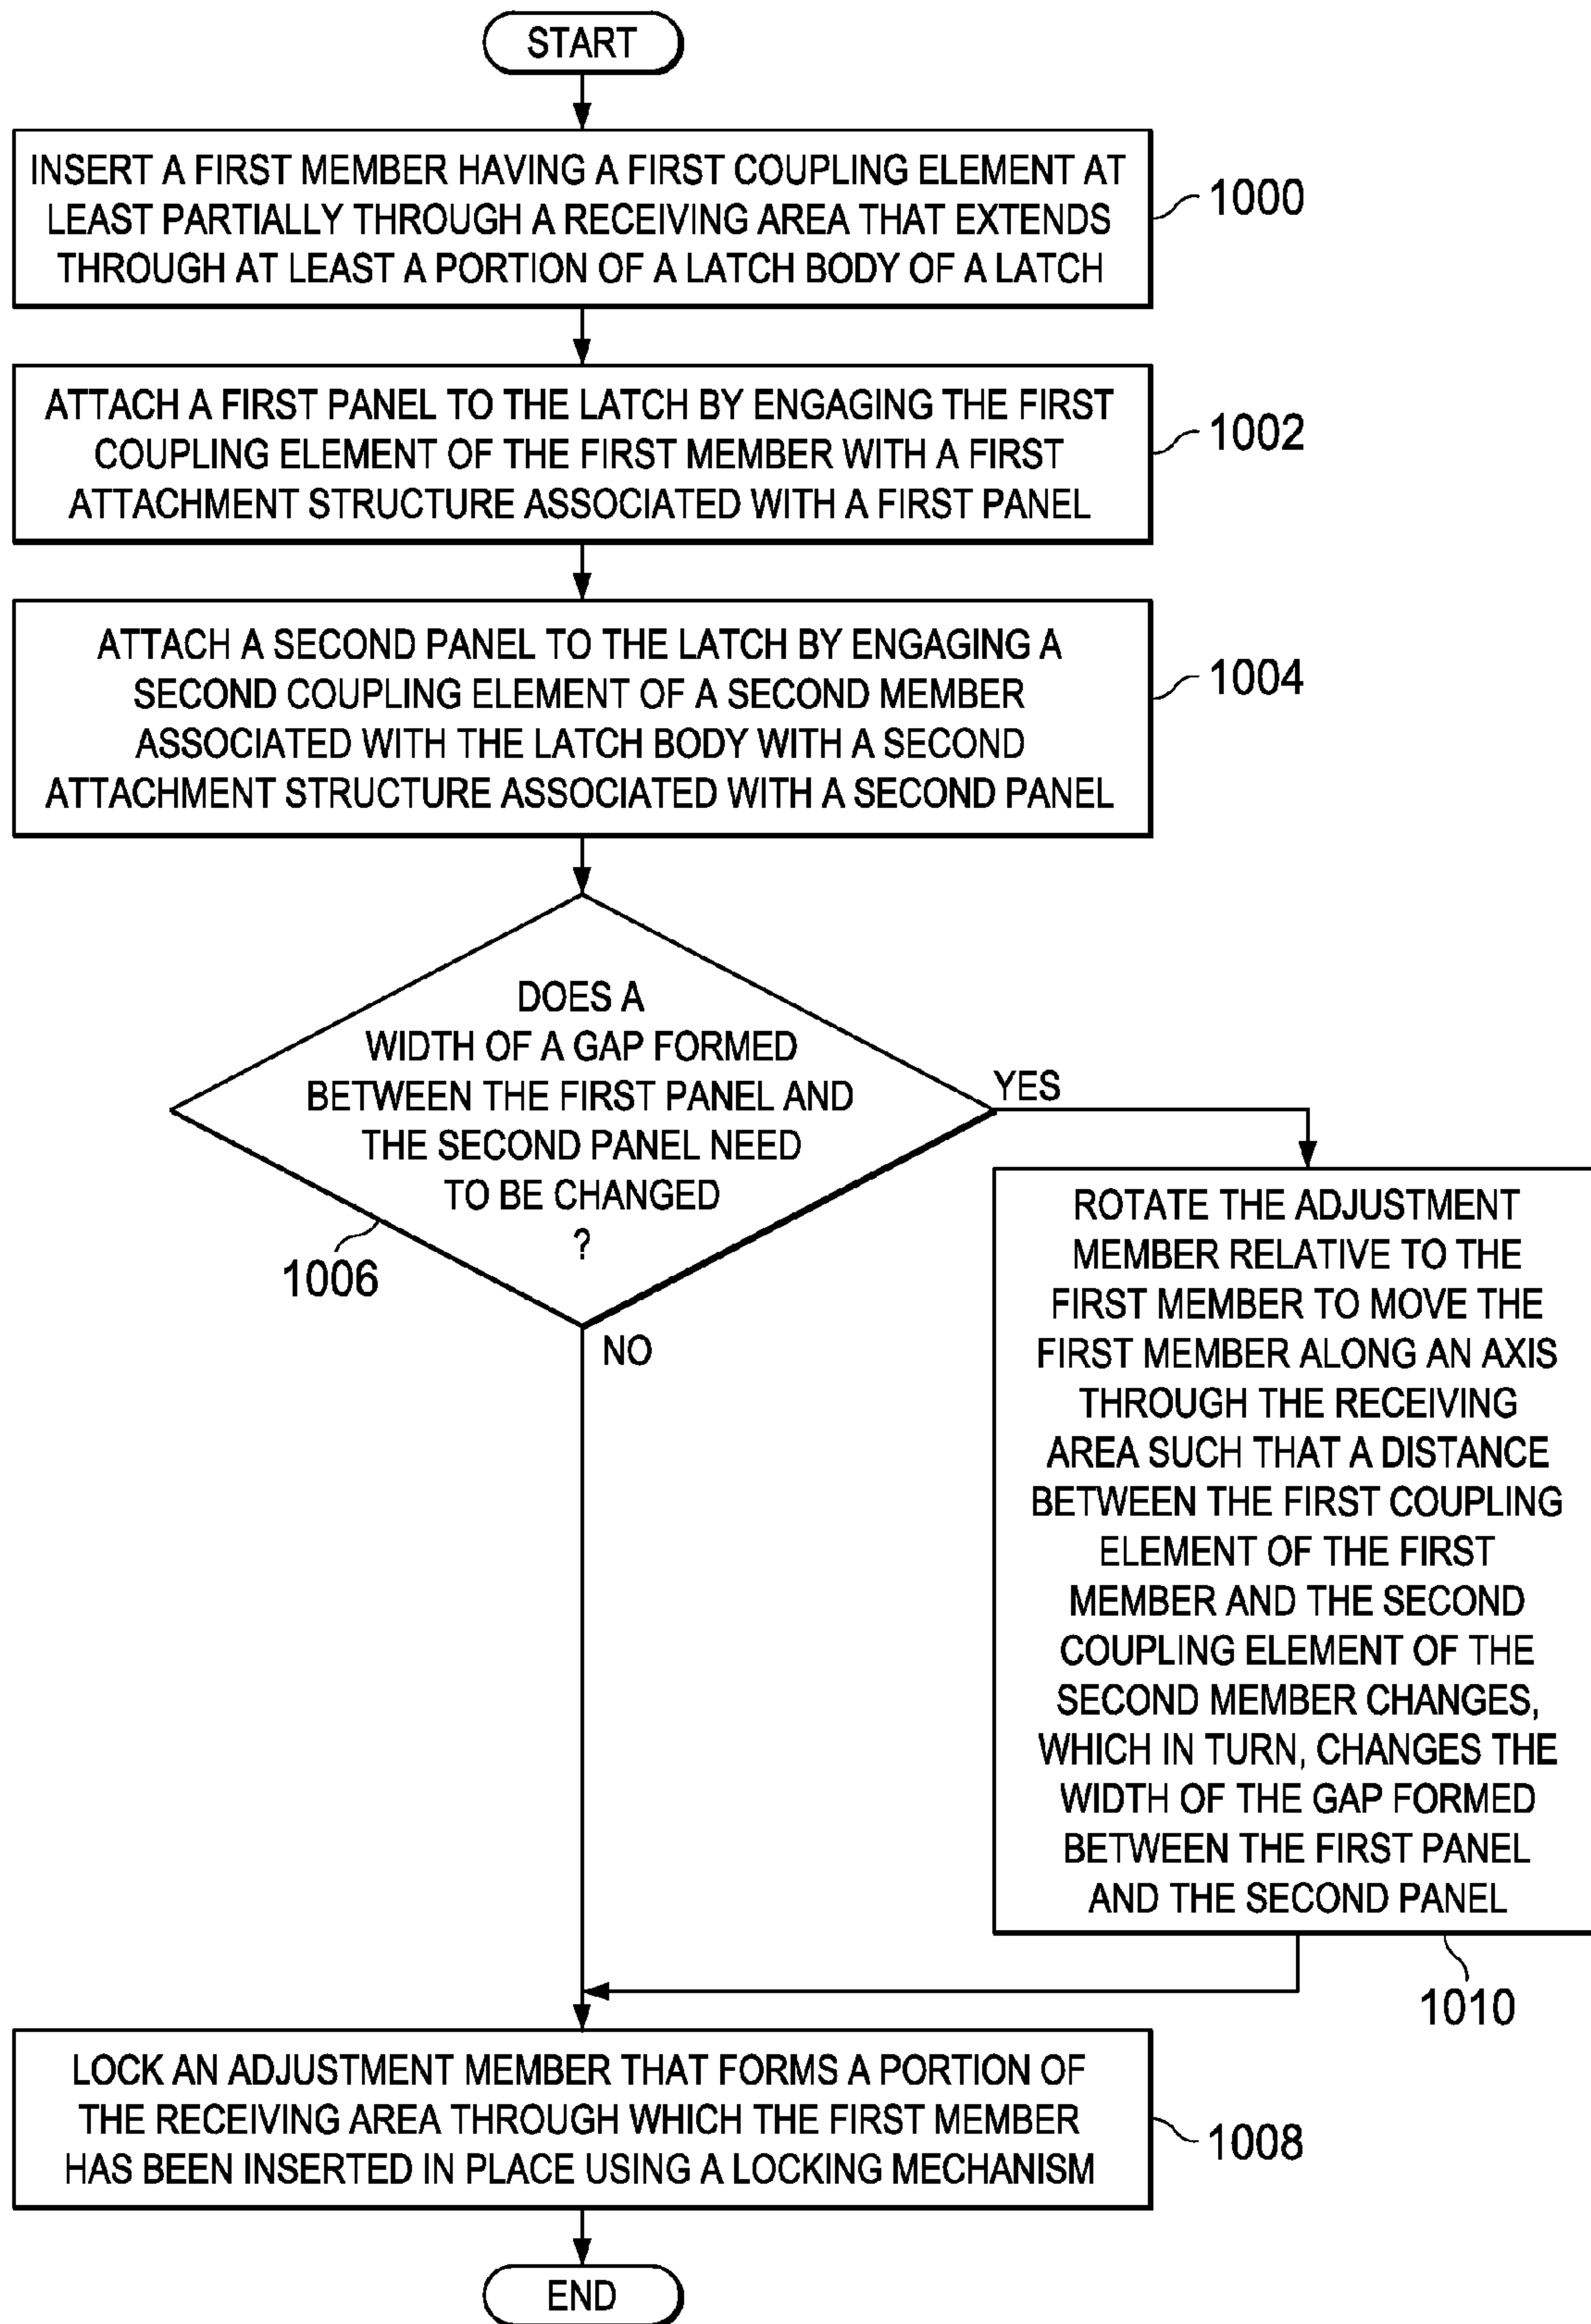 START
INSERT A FIRST MEMBER HAVING A FIRST COUPLING ELEMENT AT
LEAST PARTIALLY THROUGH A RECEIVING AREA THAT EXTENDS
THROUGH AT LEAST A PORTION OF A LATCH BODY OF A LATCH
1000
ATTACH A FIRST PANEL TO THE LATCH BY ENGAGING THE FIRST
COUPLING ELEMENT OF THE FIRST MEMBER WITH A FIRST
ATTACHMENT STRUCTURE ASSOCIATED WITH A FIRST PANEL
1002
ATTACH A SECOND PANEL TO THE LATCH BY ENGAGING A
SECOND COUPLING ELEMENT OF A SECOND MEMBER
ASSOCIATED WITH THE LATCH BODY WITH A SECOND
ATTACHMENT STRUCTURE ASSOCIATED WITH A SECOND PANEL
1004
DOES A
WIDTH OF A GAP FORMED
BETWEEN THE FIRST PANEL AND
THE SECOND PANEL NEED
TO BE CHANGED
?
1006
YES
NO
ROTATE THE ADJUSTMENT
MEMBER RELATIVE TO THE
FIRST MEMBER TO MOVE THE
FIRST MEMBER ALONG AN AXIS
THROUGH THE RECEIVING
AREA SUCH THAT A DISTANCE
BETWEEN THE FIRST COUPLING
ELEMENT OF THE FIRST
MEMBER AND THE SECOND
COUPLING ELEMENT OF THE
SECOND MEMBER CHANGES,
WHICH IN TURN, CHANGES THE
WIDTH OF THE GAP FORMED
BETWEEN THE FIRST PANEL
AND THE SECOND PANEL
1010
LOCK AN ADJUSTMENT MEMBER THAT FORMS A PORTION OF
THE RECEIVING AREA THROUGH WHICH THE FIRST MEMBER
HAS BEEN INSERTED IN PLACE USING A LOCKING MECHANISM
1008
END